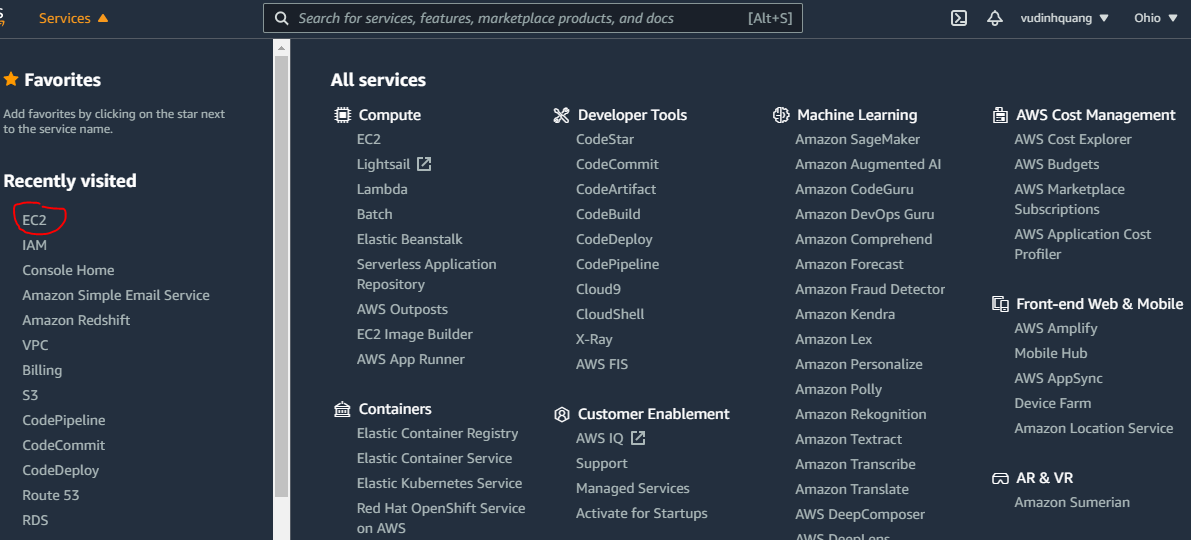 Services
Search for services, features, marketplace products, and docs [Alt+S]
vudinhquang
Ohio
Favorites
Add favorites by clicking on the star next
to the service name.
Recently visited
EC2
IAM
Console Home
Amazon Simple Email Service
Amazon Redshift
VPC
Billing
S3
CodePipeline
CodeCommit
CodeDeploy
Route 53
RDS
All services
Compute
EC2
Lightsail
Lambda
Batch
Elastic Beanstalk
Serverless Application
Repository
AWS Outposts
EC2 Image Builder
AWS App Runner
Containers
Elastic Container Registry
Elastic Container Service
Elastic Kubernetes Service
Red Hat OpenShift Service
on AWS
Developer Tools
CodeStar
CodeCommit
CodeArtifact
CodeBuild
CodeDeploy
CodePipeline
Cloud9
CloudShell
X-Ray
AWS FIS
Customer Enablement
AWS IQ
Support
Managed Services
Activate for Startups
Machine Learning
Amazon SageMaker
Amazon Augmented AI
Amazon CodeGuru
Amazon DevOps Guru
Amazon Comprehend
Amazon Forecast
Amazon Fraud Detector
Amazon Kendra
Amazon Lex
Amazon Personalize
Amazon Polly
Amazon Rekognition
Amazon Textract
Amazon Transcribe
Amazon Translate
AWS DeepComposer
AWS DeepLens
AWS Cost Management
AWS Cost Explorer
AWS Budgets
AWS Marketplace
Subscriptions
AWS Application Cost
Profiler
Front-end Web & Mobile
AWS Amplify
Mobile Hub
AWS AppSync
Device Farm
Amazon Location Service
AR & VR
Amazon Sumerian